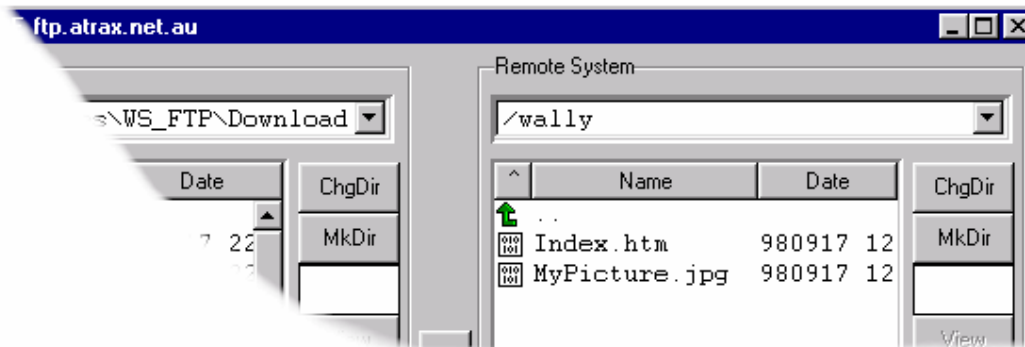 ftp.atrax.net.au
Remote System
\WS_FTP\Download
/wally
Date
ChgDir
^ Name Date
ChgDir
MkDir
..
MkDir
22
Index.htm 980917 12
MyPicture.jpg 980917 12
View